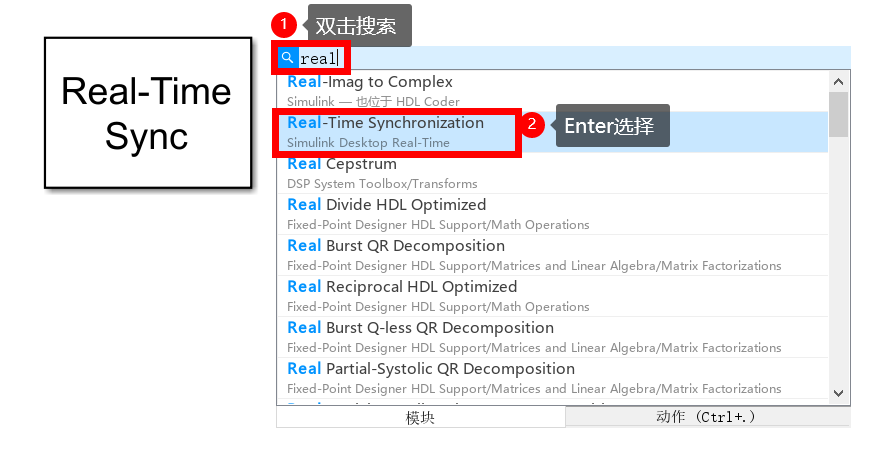 1 双击搜索
Real-Time
Sync
real
Real-Imag to Complex
Simulink — 也位于 HDL Coder
Real-Time Synchronization
Simulink Desktop Real-Time
2 Enter选择
Real Cepstrum
DSP System Toolbox/Transforms
Real Divide HDL Optimized
Fixed-Point Designer HDL Support/Math Operations
Real Burst QR Decomposition
Fixed-Point Designer HDL Support/Matrices and Linear Algebra/Matrix Factorizations
Real Reciprocal HDL Optimized
Fixed-Point Designer HDL Support/Math Operations
Real Burst Q-less QR Decomposition
Fixed-Point Designer HDL Support/Matrices and Linear Algebra/Matrix Factorizations
Real Partial-Systolic QR Decomposition
Fixed-Point Designer HDL Support/Matrices and Linear Algebra/Matrix Factorizations
模块
动作 (Ctrl+.)